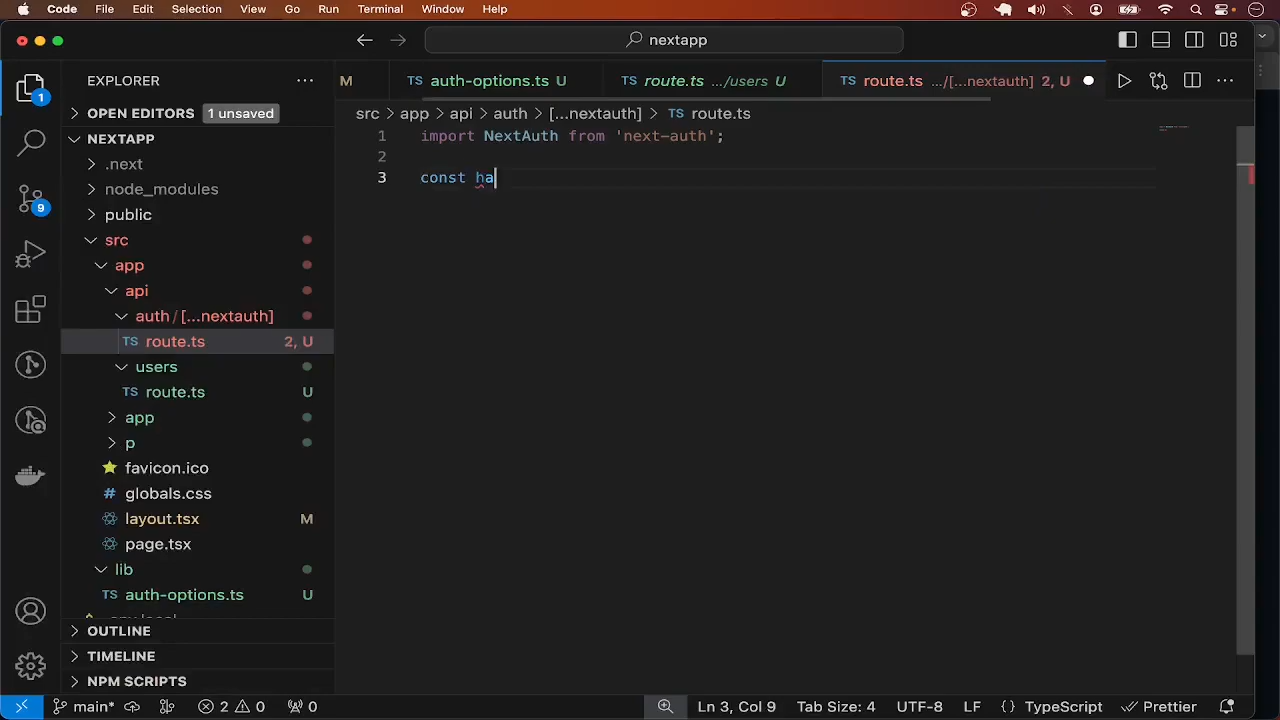 Code File Edit Selection View Go Run Terminal Window Help
nextapp
EXPLORER
M
TS auth-options.ts U
TS route.ts .../users U
TS route.ts .../[...nextauth] 2, U
OPEN EDITORS 1 unsaved
src > app > api > auth > [...nextauth] > TS route.ts
NEXTAPP
1 import NextAuth from 'next-auth';
2
3 const ha
.next
node_modules
public
src
app
api
auth/[...nextauth]
TS route.ts 2, U
users
TS route.ts U
app
p
favicon.ico
# globals.css
layout.tsx M
page.tsx
lib
TS auth-options.ts U
OUTLINE
TIMELINE
NPM SCRIPTS
1
9
main* 2 0 0 Ln 3, Col 9 Tab Size: 4 UTF-8 LF {} TypeScript Prettier